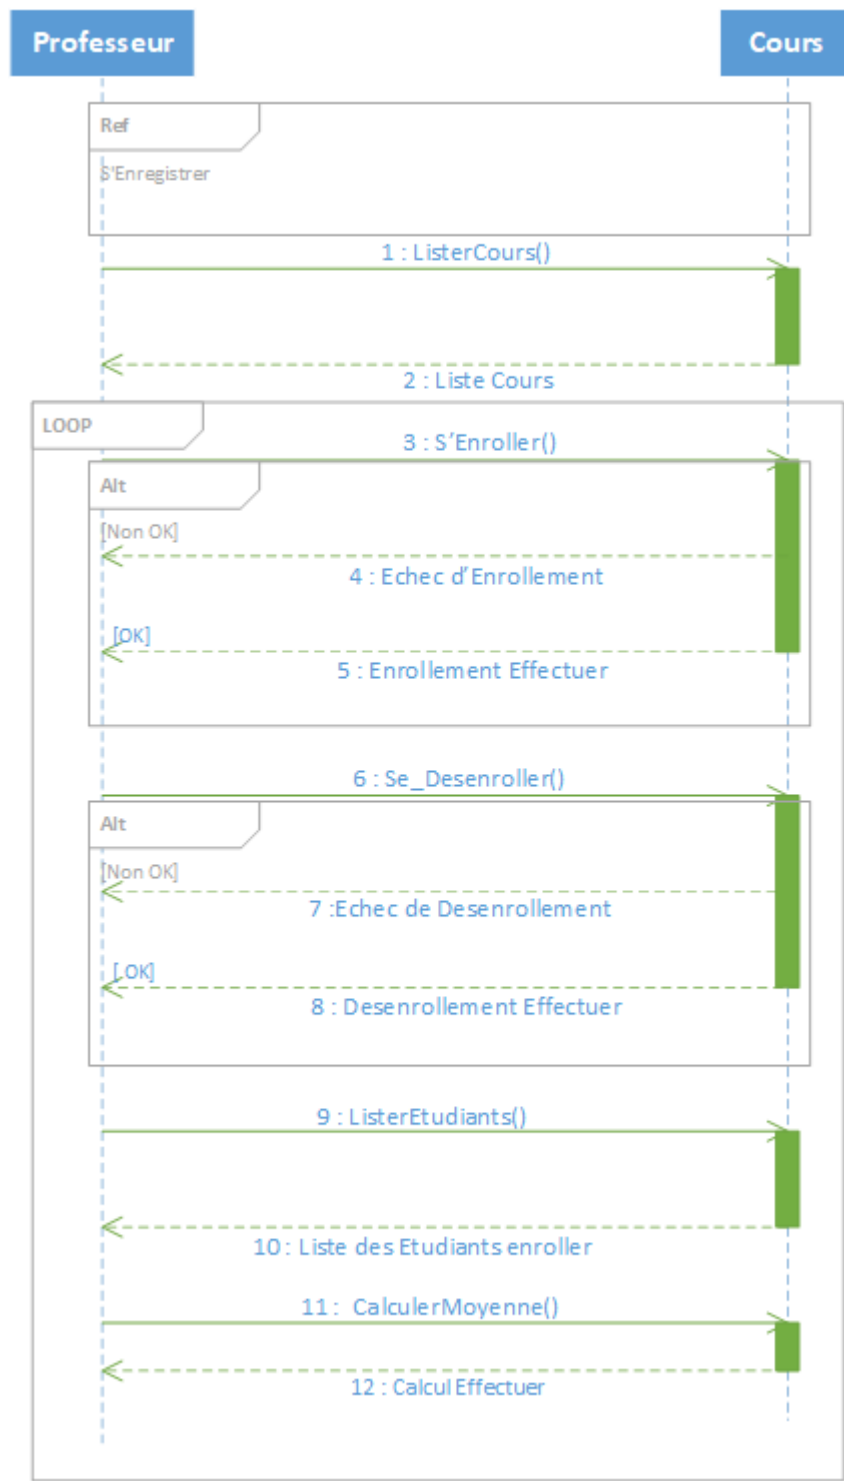 Professeur
Cours
Ref
S'Enregistrer
1 : ListerCours()
2 : Liste Cours
LOOP
3 : S’Enroller()
Alt
[Non OK]
4 : Echec d’Enrollement
[OK]
5 : Enrollement Effectuer
6 : Se_Desenroller()
Alt
[Non OK]
7 :Echec de Desenrollement
[ OK]
8 : Desenrollement Effectuer
9 : ListerEtudiants()
10 : Liste des Etudiants enroller
11 : CalculerMoyenne()
12 : Calcul Effectuer